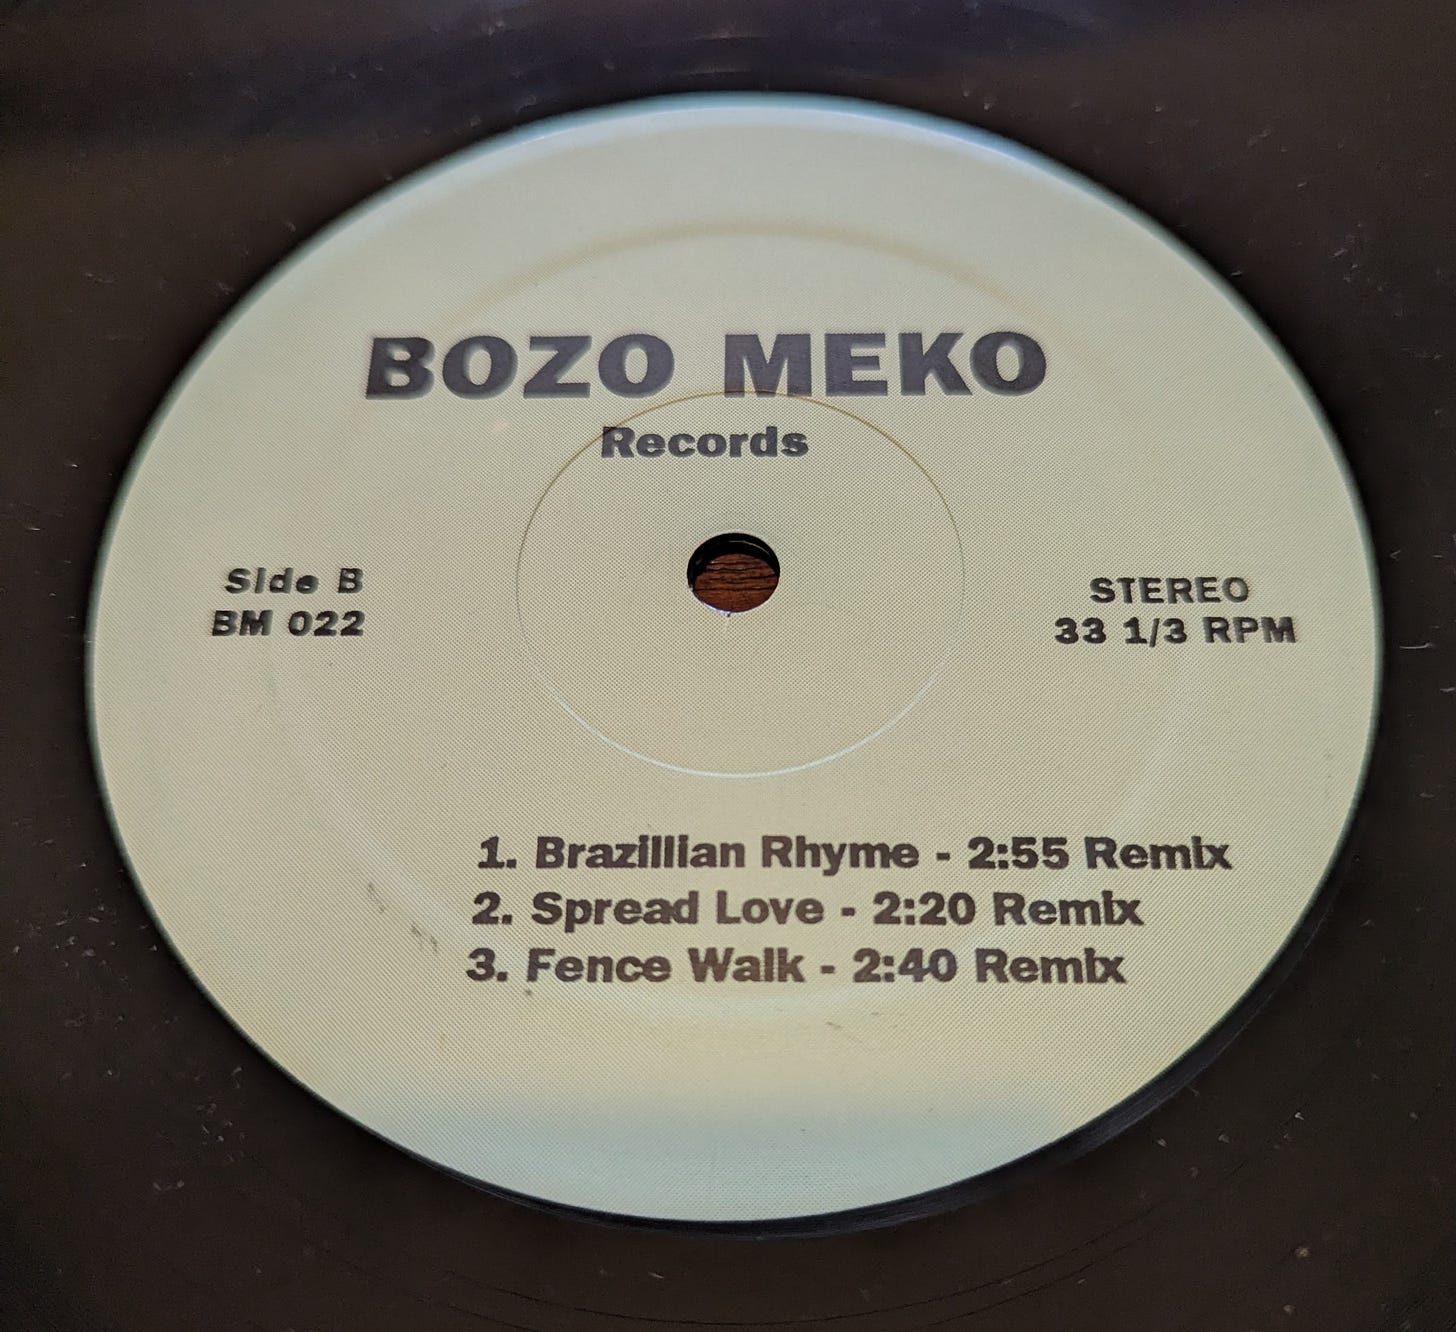 BOZO MEKO
Records
Side B
BM 022
STEREO
33 1/3 RPM
1. Brazillian Rhyme - 2:55 Remix
2. Spread Love - 2:20 Remix
3. Fence Walk - 2:40 Remix